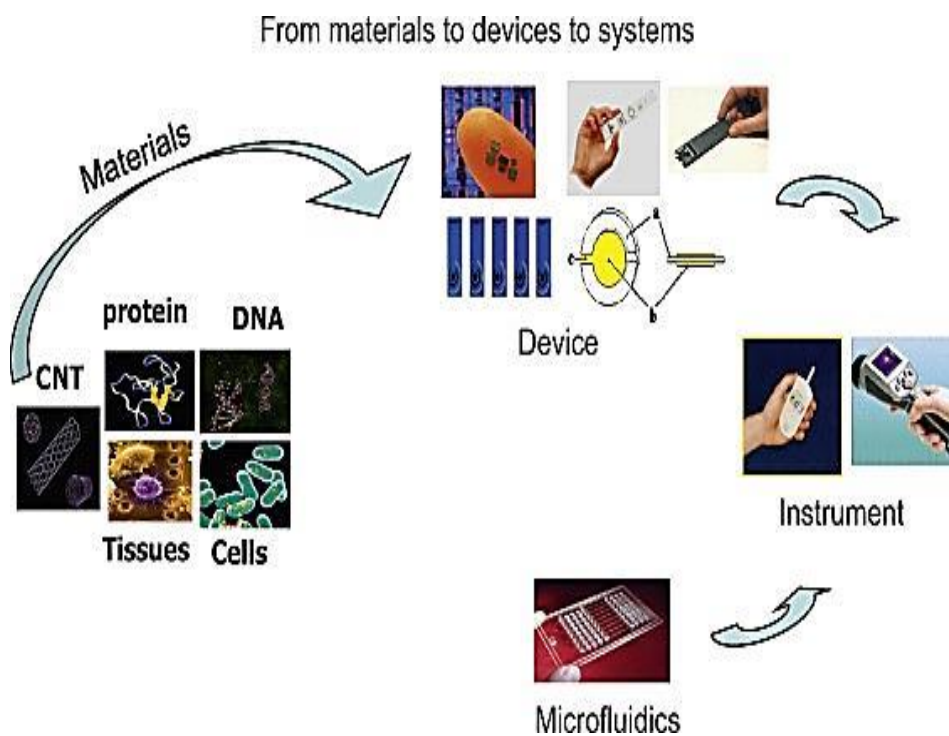 From materials to devices to systems
Materials
a
c
b
Device
protein
DNA
CNT
Tissues
Cells
Instrument
Microfluidics